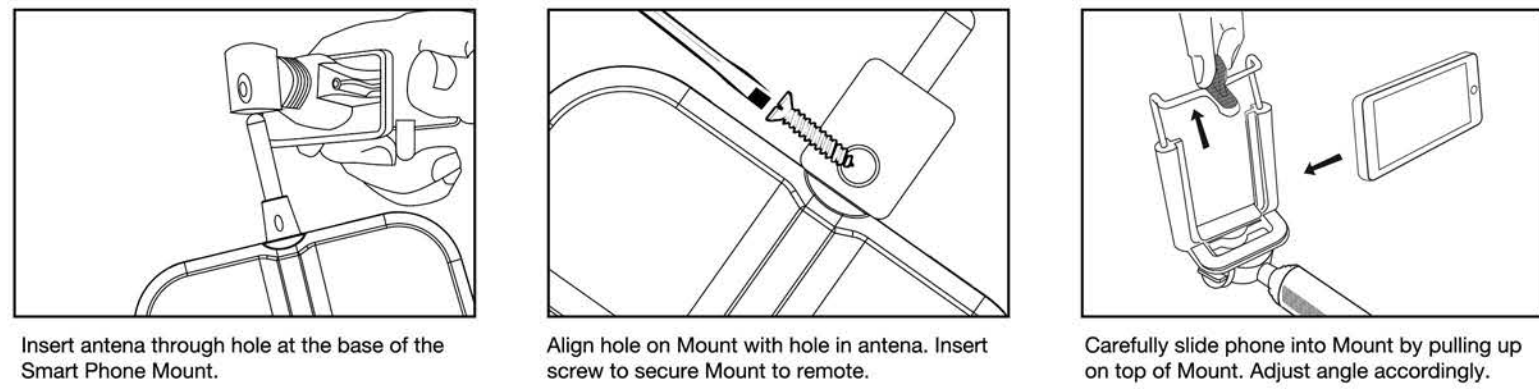 Insert antena through hole at the base of the
Smart Phone Mount.
Align hole on Mount with hole in antena. Insert
screw to secure Mount to remote.
Carefully slide phone into Mount by pulling up
on top of Mount. Adjust angle accordingly.